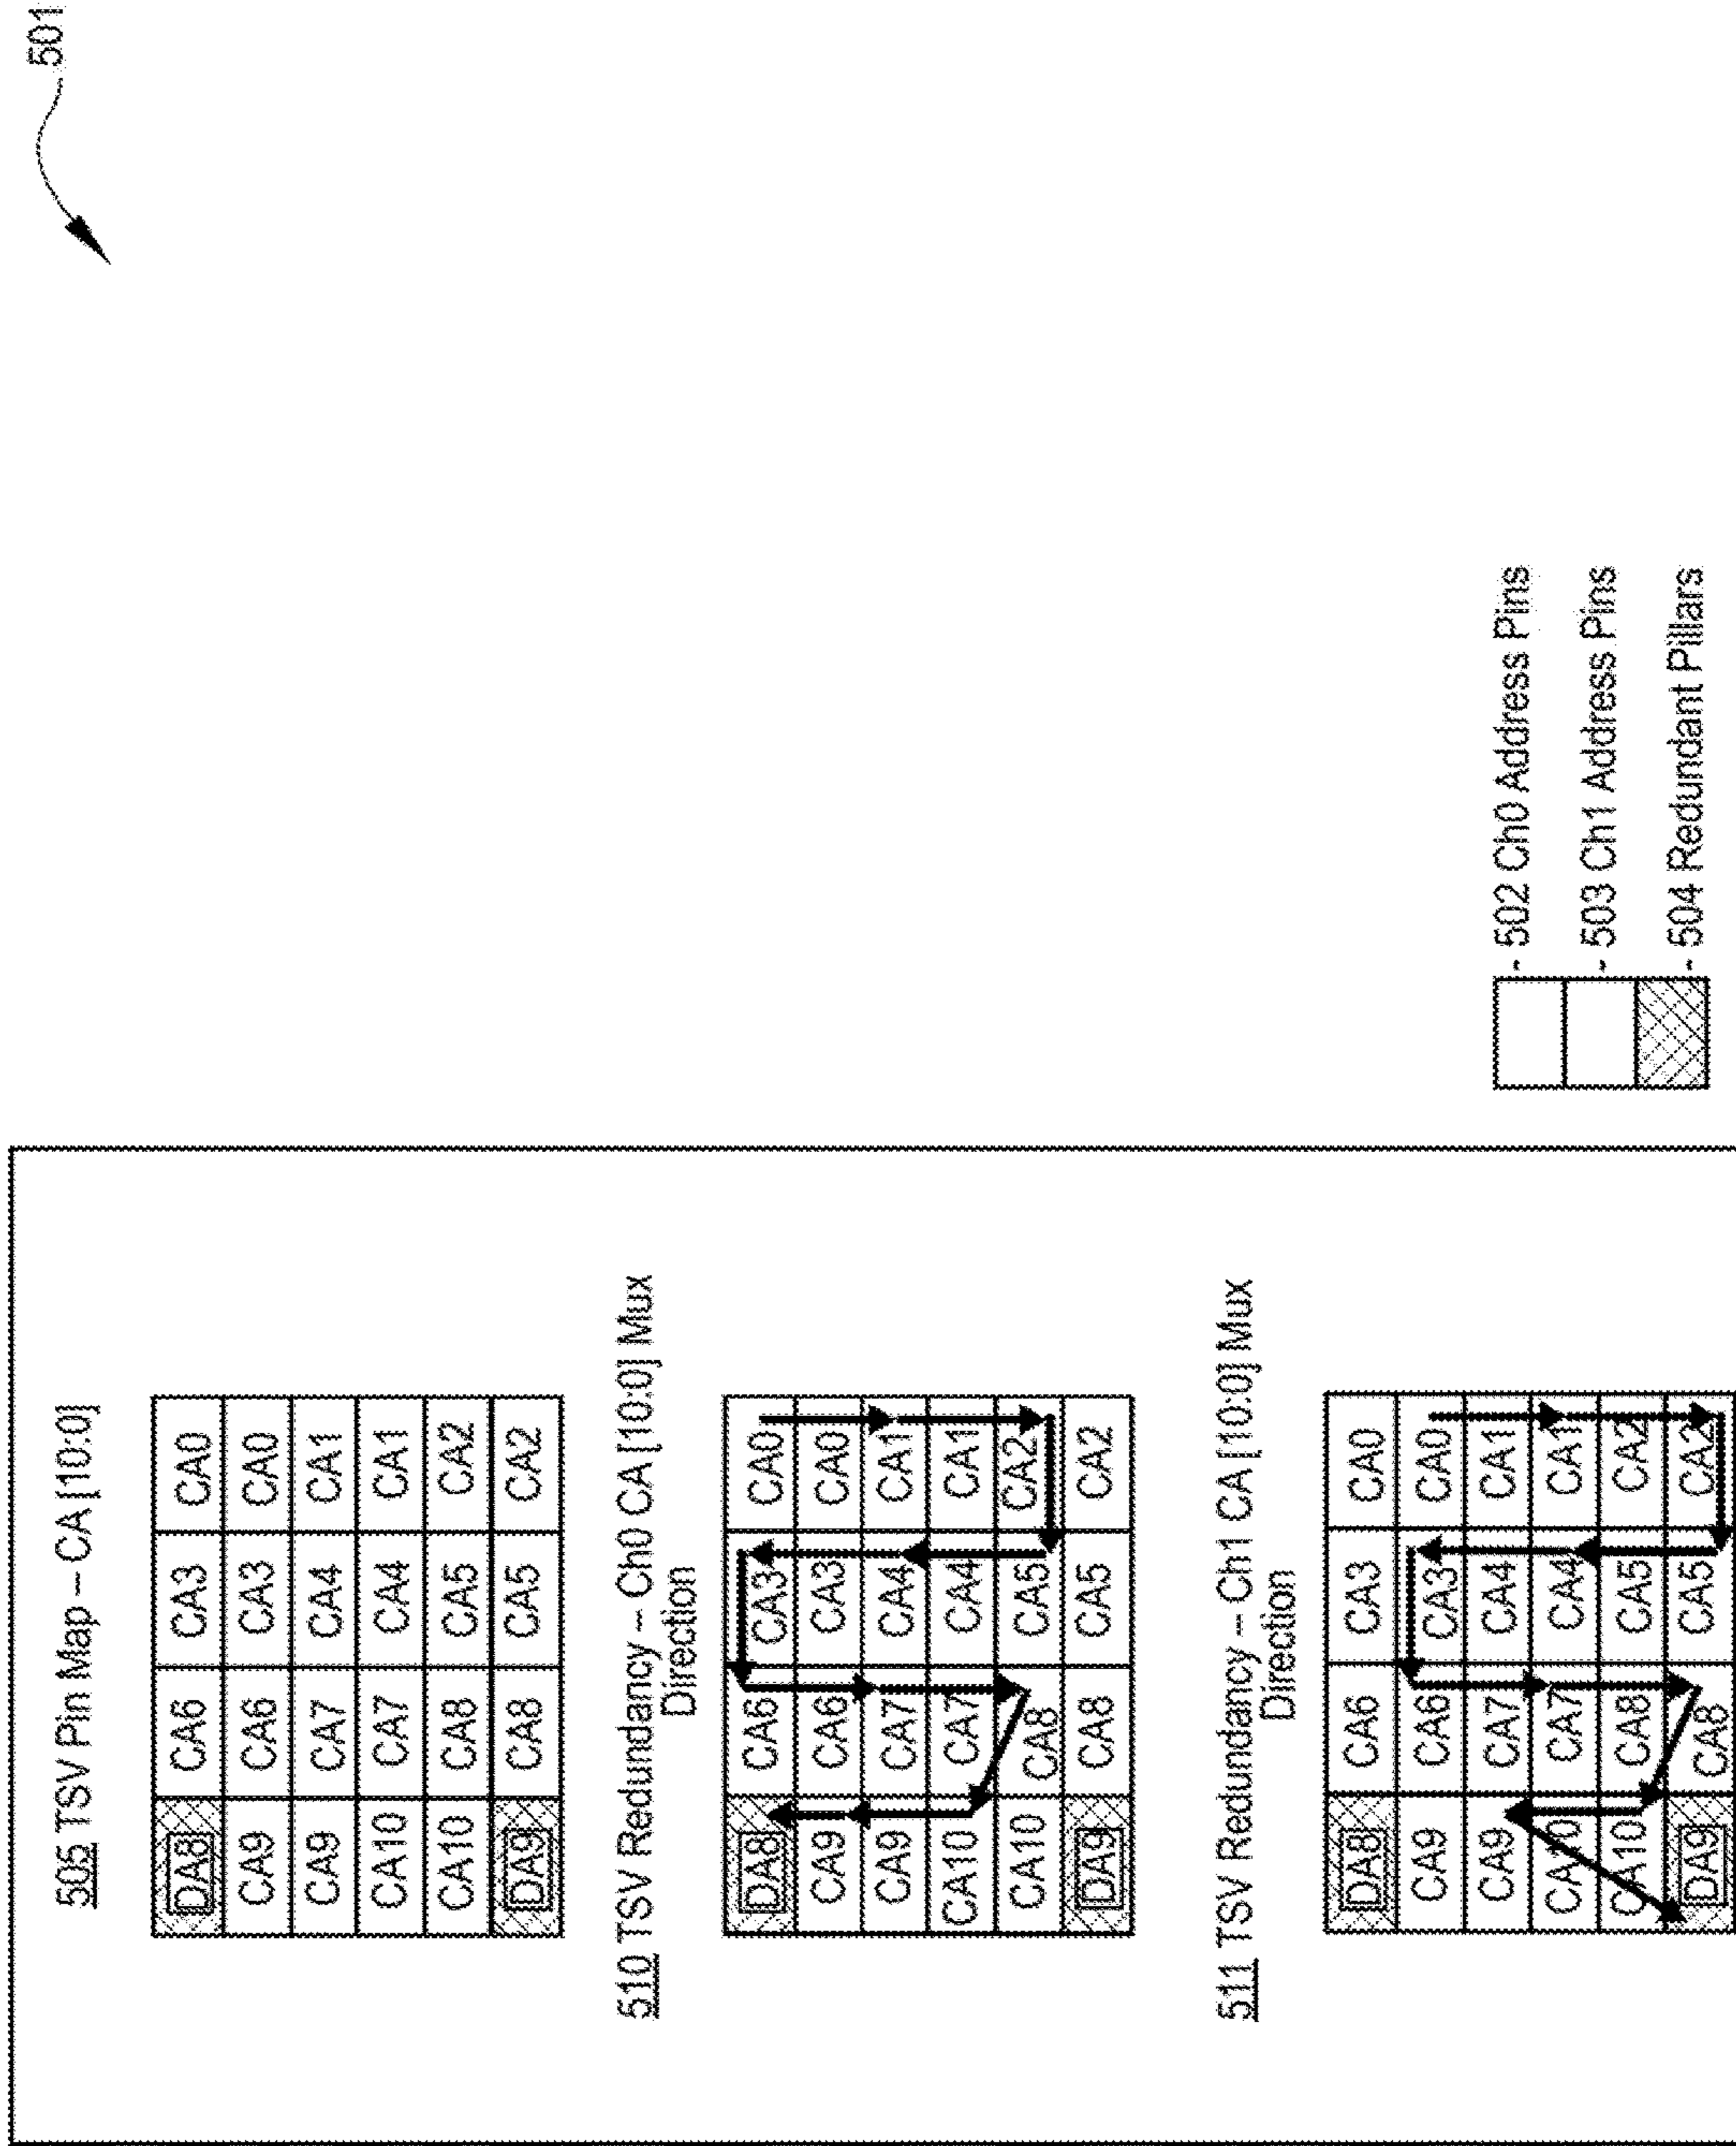 501
505 TSV Pin Map – CA [10:0]
DA8 CA6 CA3 CA0
CA9 CA6 CA3 CA0
CA9 CA7 CA4 CA1
CA10 CA7 CA4 CA1
CA10 CA8 CA5 CA2
DA9 CA8 CA5 CA2
510 TSV Redundancy – Ch0 CA [10:0] Mux
Direction
DA8 CA6 CA3 CA0
CA9 CA6 CA3 CA0
CA9 CA7 CA4 CA1
CA10 CA7 CA4 CA1
CA10 CA8 CA5 CA2
DA9 CA8 CA5 CA2
511 TSV Redundancy – Ch1 CA [10:0] Mux
Direction
DA8 CA6 CA3 CA0
CA9 CA6 CA3 CA0
CA9 CA7 CA4 CA1
CA10 CA7 CA4 CA1
CA10 CA8 CA5 CA2
DA9 CA8 CA5 CA2
- 502 Ch0 Address Pins
- 503 Ch1 Address Pins
- 504 Redundant Pillars